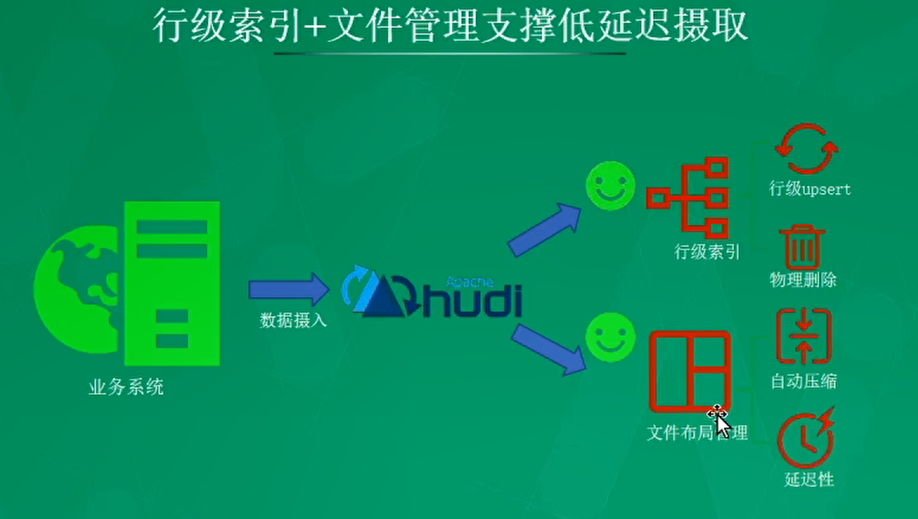 行级索引+文件管理支撑低延迟摄取
行级upsert
行级索引
物理删除
Apache
hudi
数据摄入
业务系统
自动压缩
文件布局管理
延迟性